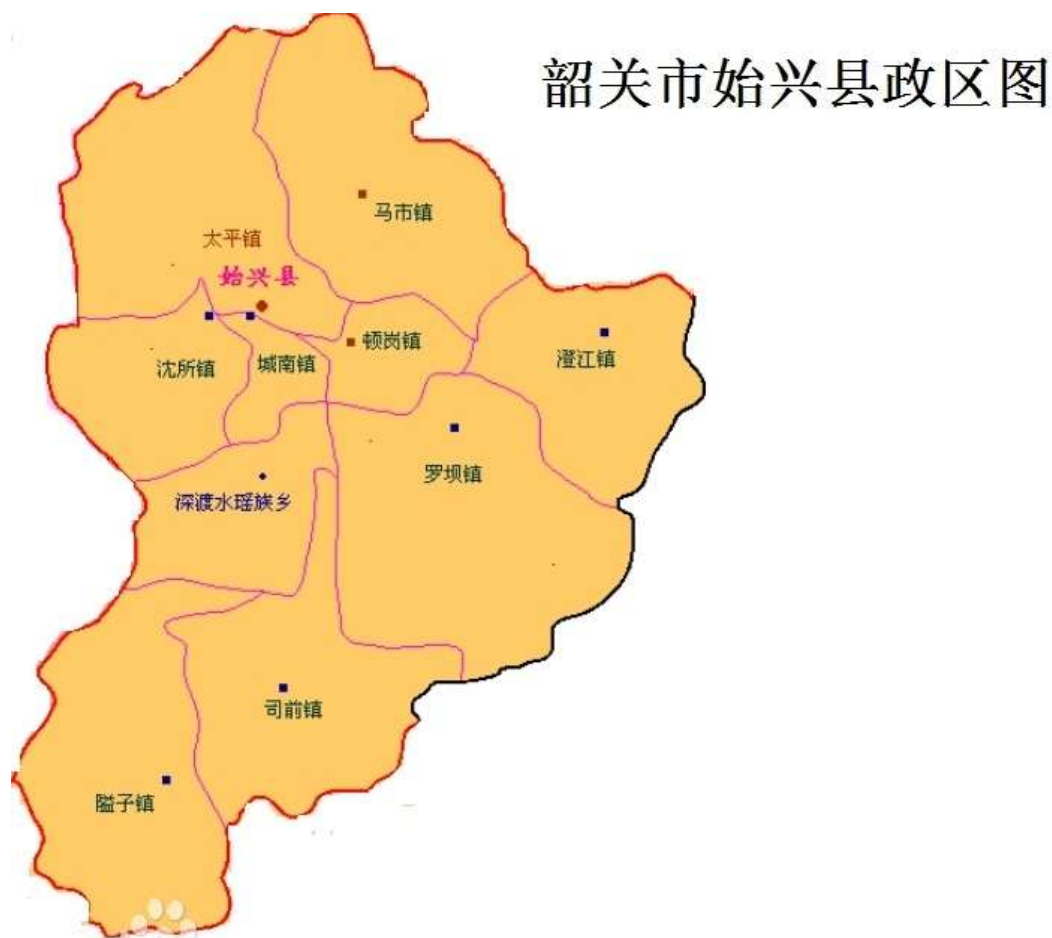 韶关市始兴县政区图
马市镇
太平镇
始兴县
顿岗镇
澄江镇
沈所镇
城南镇
罗坝镇
深渡水瑶族乡
司前镇
隘子镇